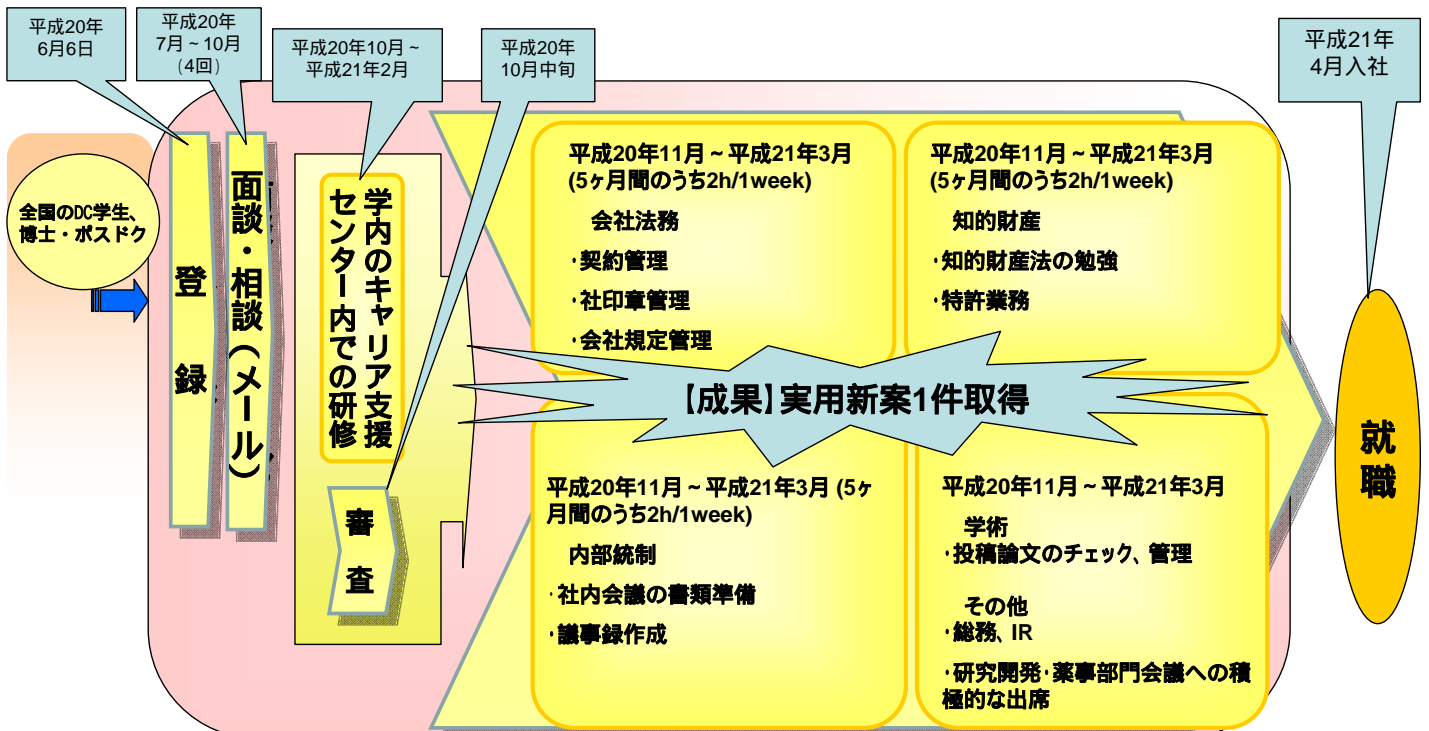 平成20年
6月6日
平成20年
7月~10月
(4回)
平成20年10月~
平成21年2月
平成20年
10月中旬
平成21年
4月入社
全国のDC学生、
博士・ポスドク
登録
面談・相談(メール)
学内のキャリア支援
センター内での研修
審査
平成20年11月~平成21年3月
(5ヶ月間のうち2h/1week)
会社法務
・契約管理
・社印章管理
・会社規定管理
平成20年11月~平成21年3月
(5ヶ月間のうち2h/1week)
知的財産
・知的財産法の勉強
・特許業務
【成果】実用新案1件取得
平成20年11月~平成21年3月 (5ヶ
月間のうち2h/1week)
内部統制
・社内会議の書類準備
・議事録作成
平成20年11月~平成21年3月
学術
・投稿論文のチェック、管理
その他
・総務、IR
・研究開発・薬事部門会議への積
極的な出席
就職